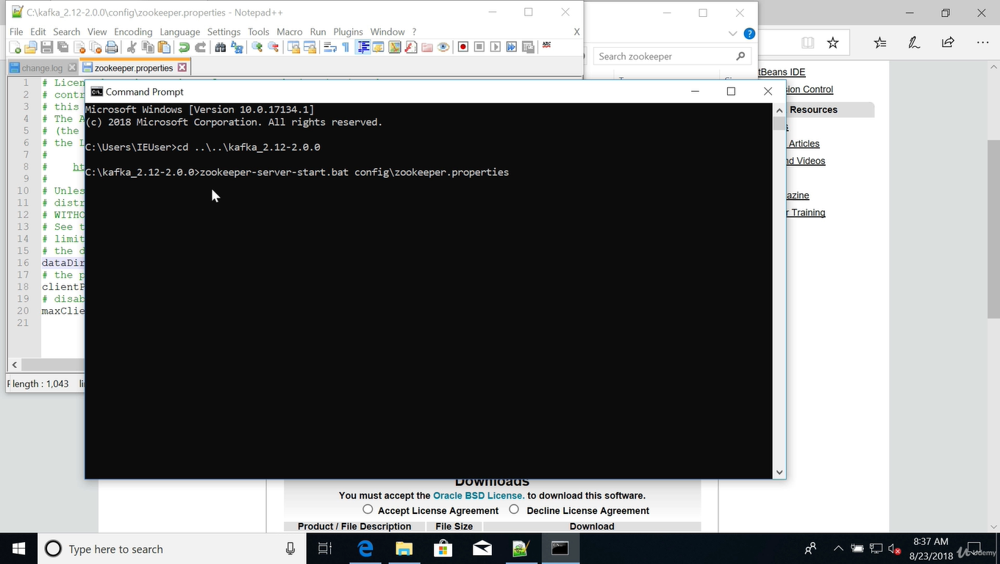 C:\kafka_2.12-2.0.0\config\zookeeper.properties - Notepad++
File Edit Search View Encoding Language Settings Tools Macro Run Plugins Window ?
X
change.log
zookeeper.properties
Search zookeeper
1 # Licen
2 # contr
3 # this
4 # The A
5 # (the
6 # the L
7 #
8 # ht
9 #
10 # Unles
11 # distr
12 # WITHO
13 # See t
14 # limit
15 # the d
16 dataDir
17 # the p
18 clientP
19 # disab
20 maxClie
21
length : 1,043 li
Command Prompt
Microsoft Windows [Version 10.0.17134.1]
(c) 2018 Microsoft Corporation. All rights reserved.
C:\Users\IEUser>cd ..\..\kafka_2.12-2.0.0
C:\kafka_2.12-2.0.0>zookeeper-server-start.bat config\zookeeper.properties
tBeans IDE
sion Control
Resources
s
Articles
nd Videos
azine
r Training
Downloads
You must accept the Oracle BSD License. to download this software.
Accept License Agreement Decline License Agreement
Product / File Description File Size Download
Type here to search
8:37 AM
8/23/2018
Udemy